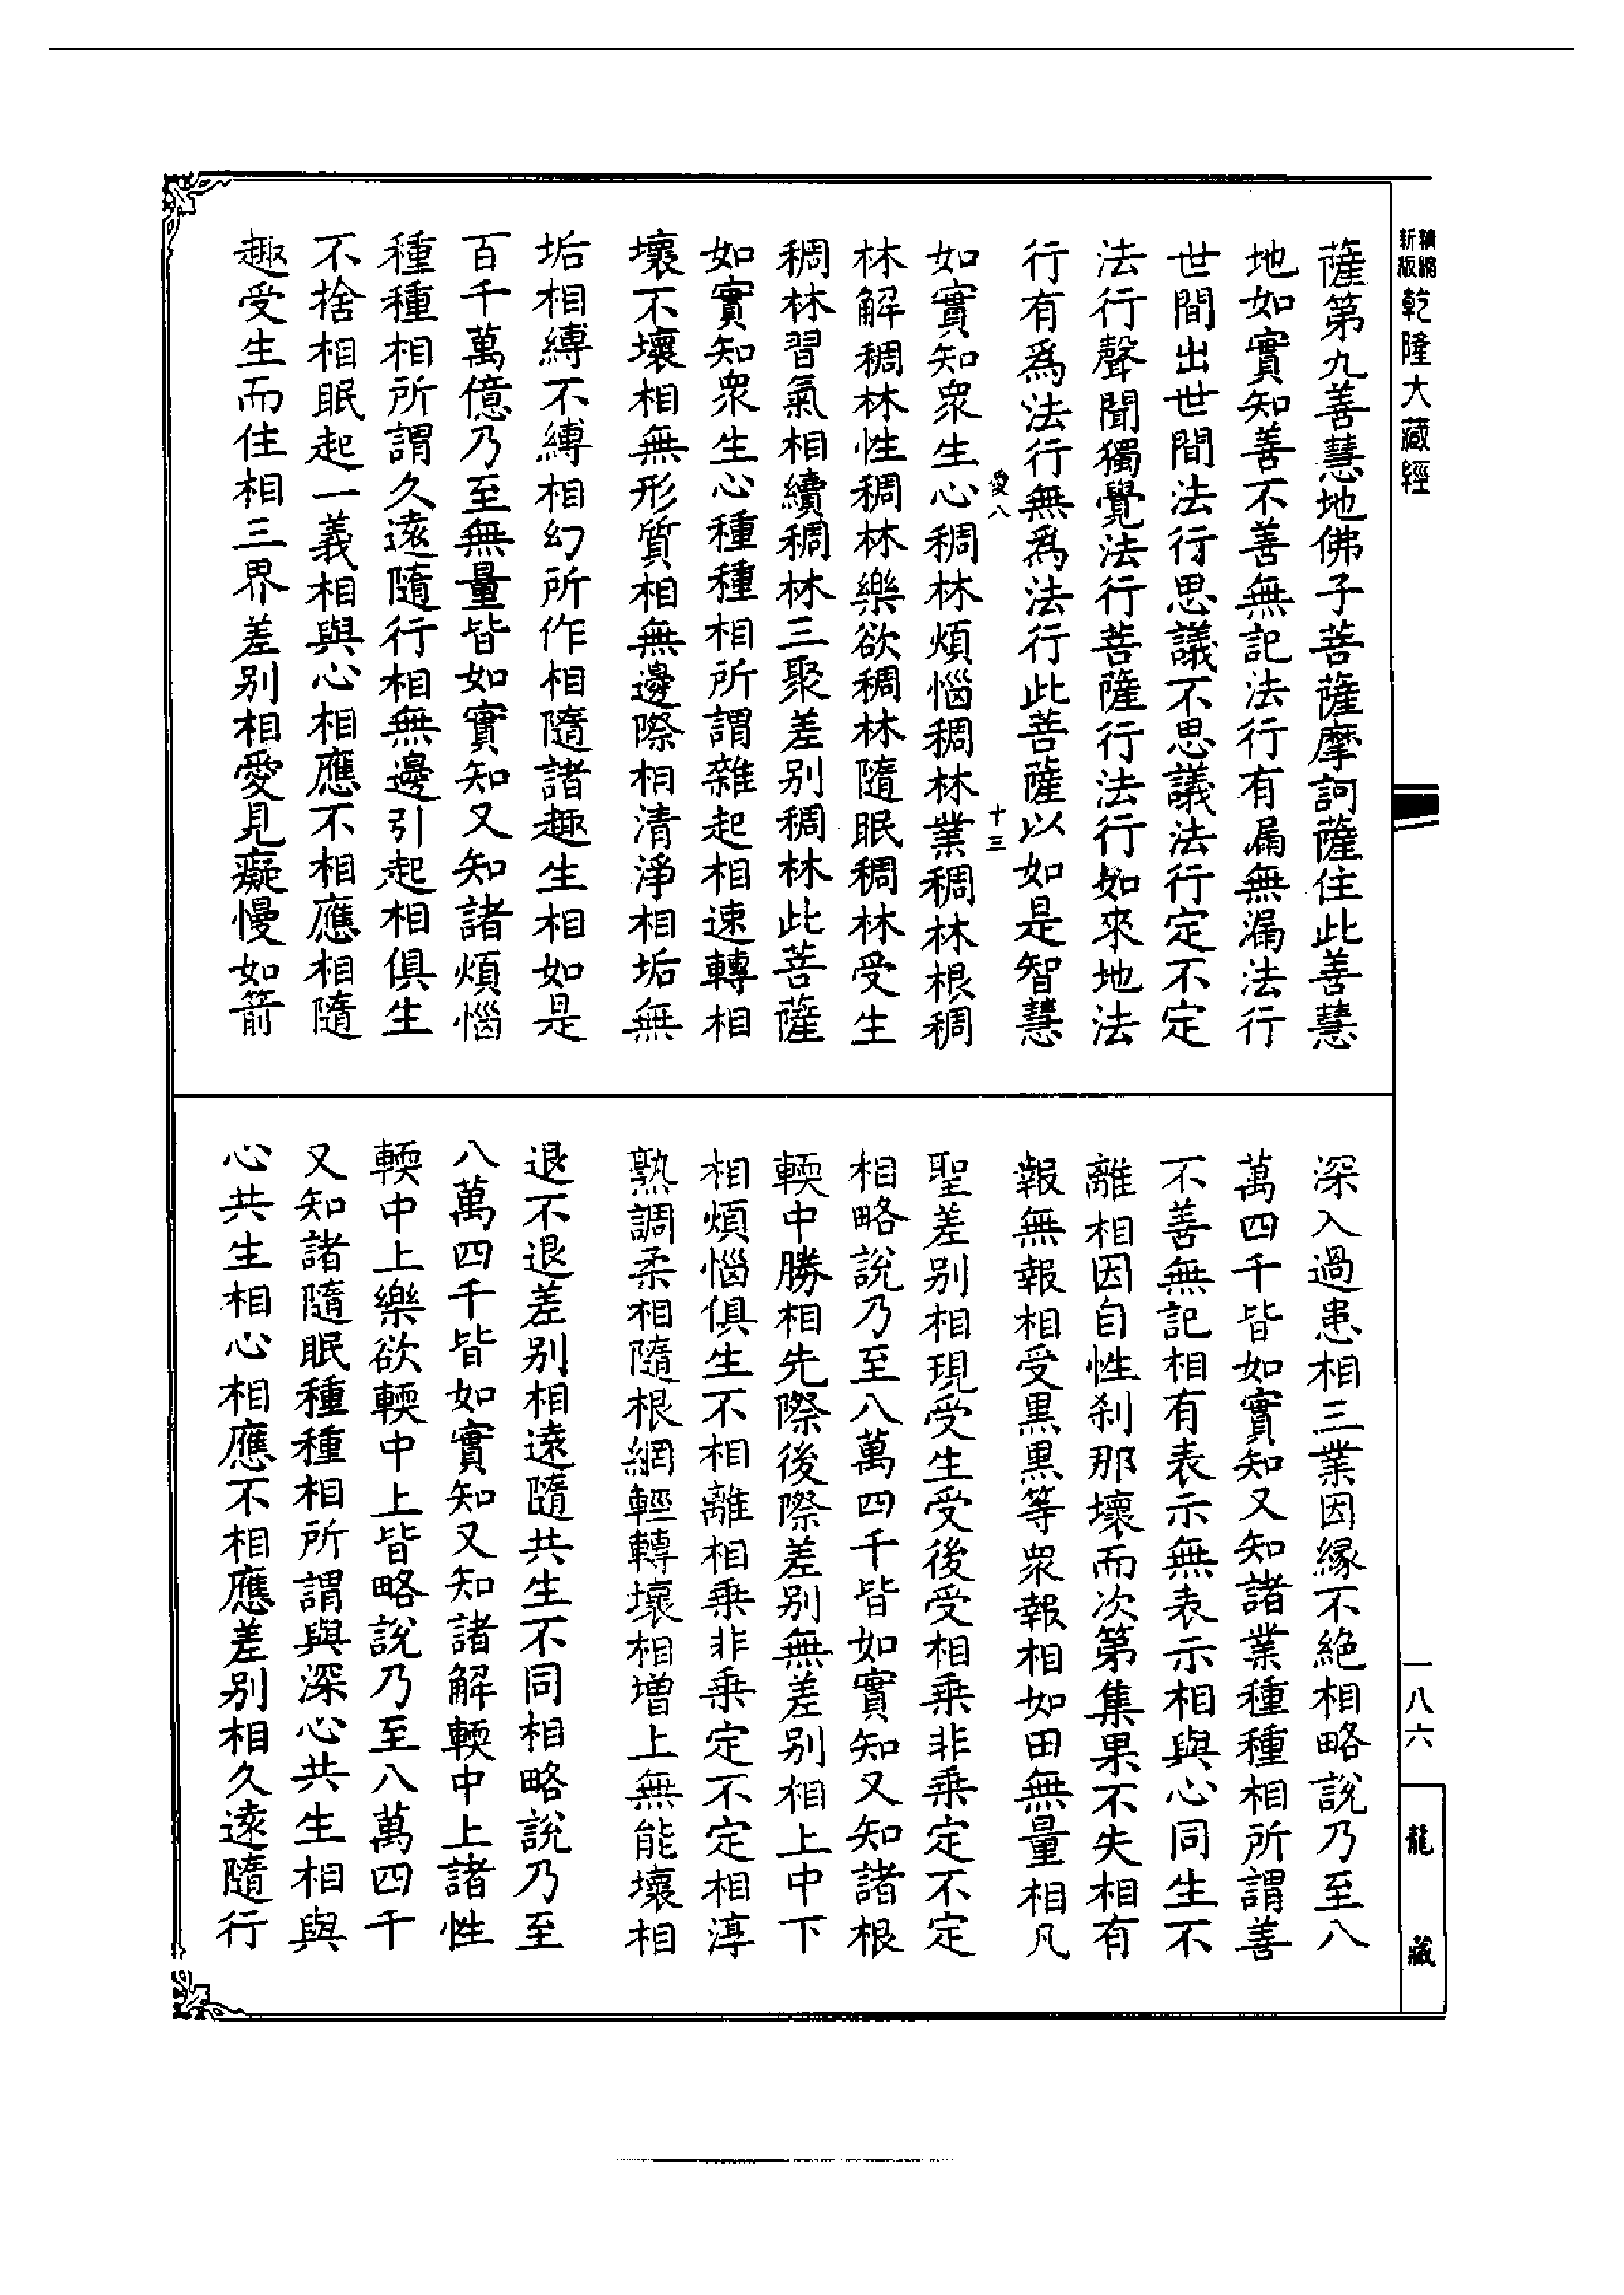 新版精縮乾隆大藏經
薩第九善慧地佛子菩薩摩訶薩住此善慧
地如實知善不善無記法行有漏無漏法行
世間出世間法行思議不思議法行定不定
法行聲聞獨覺法行菩薩行法行如來地法
行有為法行無為法行此菩薩以如是智慧
愛八
十三
如實知衆生心稠林煩惱稠林業稠林根稠
林解稠林性稠林樂欲稠林隨眠稠林受生
稠林習氣相續稠林三聚差别稠林此菩薩
如實知衆生心種種相所謂雜起相速轉相
壞不壞相無形質相無邊際相清淨相垢無
垢相縛不縛相幻所作相隨諸趣生相如是
百千萬億乃至無量皆如實知又知諸煩惱
種種相所謂久遠隨行相無邊引起相俱生
不捨相眠起一義相與心相應不相應相隨
趣受生而住相三界差别相愛見癡慢如箭
深入過患相三業因緣不絶相略說乃至八
萬四千皆如實知又知諸業種種相所謂善
不善無記相有表示無表示相與心同生不
離相因自性刹那壞而次第集果不失相有
報無報相受黑黑等衆報相如田無量相凡
聖差别相現受生受後受相乗非乗定不定
相略說乃至八萬四千皆如實知又知諸根
輭中勝相先際後際差别無差别相上中下
相煩惱俱生不相離相乗非乗定不定相淳
熟調柔相隨根網輕轉壞相增上無能壞相
退不退差别相遠隨共生不同相略說乃至
八萬四千皆如實知又知諸解輭中上諸性
輭中上樂欲輭中上皆略說乃至八萬四千
又知諸隨眠種種相所謂與深心共生相與
心共生相心相應不相應差别相久遠隨行
一八六
龍藏